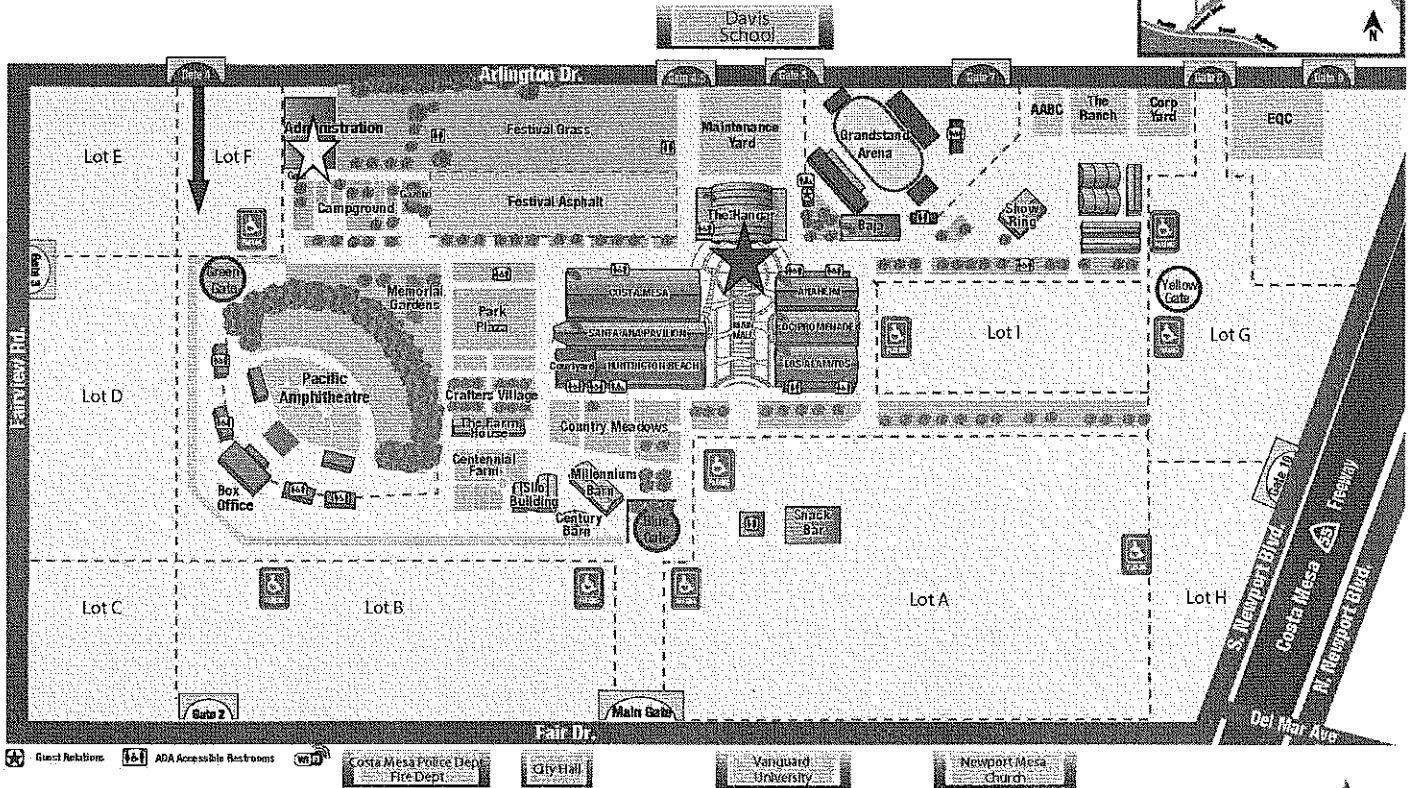 Davis
School
N
Gate 4
Arlington Dr.
Gate 7
Lot E
Lot F
Administration
Festival Grass
Maintenance
Yard
Grandstand
Arena
AABC
The
Ranch
Corp
Yard
EQC
Campground
Festival Asphalt
The Hangar
Baja
Show
Ring
Green
Gate
Memorial
Gardens
Park
Plaza
COSTA MESA
SANTA ANA PAVILION
Courtyard
HUNTINGTON BEACH
MAIN
MALL
ANAHEIM
OC PROMENADE
LOS ALAMITOS
Lot I
Yellow
Gate
Lot G
Fairview Rd.
Lot D
Pacific
Amphitheatre
Crafters Village
The Farm
House
Country Meadows
Centennial
Farm
Silo
Building
Millennium
Barn
Century
Barn
Box
Office
Blue
Gate
Snack
Bar
Gate 10
Lot C
Lot B
Lot A
Lot H
S. Newport Blvd.
Costa Mesa
55
Freeway
N. Newport Blvd.
Gate 2
Main Gate
Fair Dr.
Del Mar Ave
Guest Relations
ADA Accessible Restrooms
WiFi
Costa Mesa Police Dept
Fire Dept.
City Hall
Vanguard
University
Newport Mesa
Church